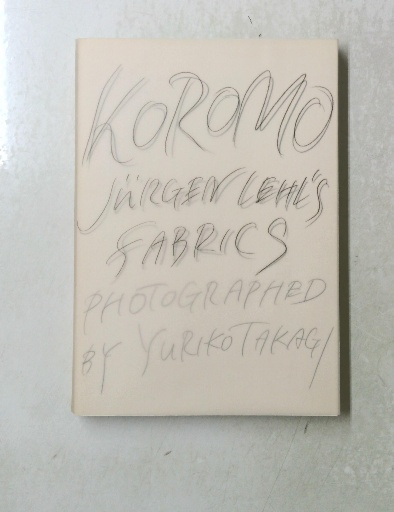 KOROMO
JÜRGEN LEHL'S
FABRICS
PHOTOGRAPHED
BY YURIKO TAKAGI